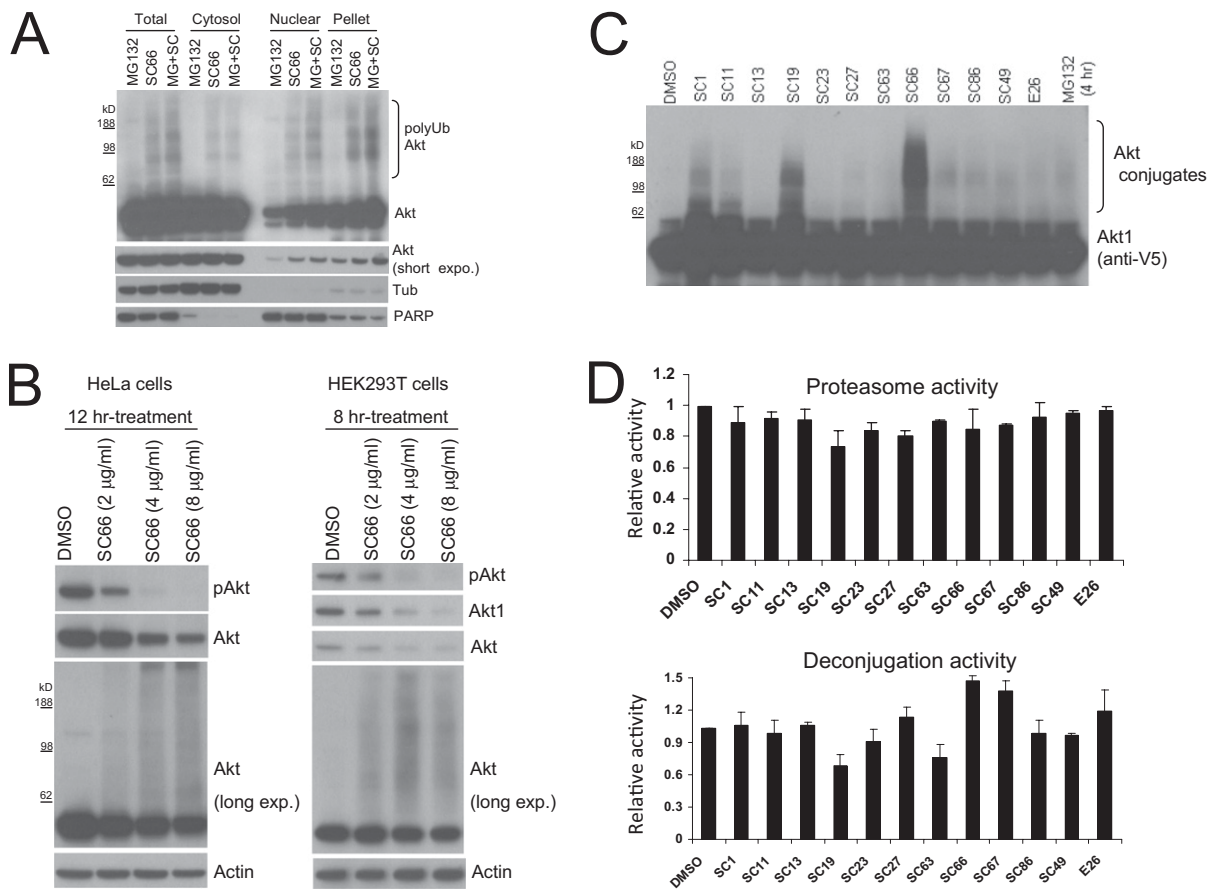 A
Total Cytosol Nuclear Pellet
MG132 SC66 MG+SC MG132 SC66 MG+SC MG132 SC66 MG+SC MG132 SC66 MG+SC
kD
188
98
62
polyUb
Akt
Akt
Akt
(short expo.)
Tub
PARP
B
HeLa cells
12 hr-treatment
DMSO
SC66 (2 µg/ml)
SC66 (4 µg/ml)
SC66 (8 µg/ml)
pAkt
Akt
kD
188
98
62
Akt
(long exp.)
Actin
HEK293T cells
8 hr-treatment
DMSO
SC66 (2 µg/ml)
SC66 (4 µg/ml)
SC66 (8 µg/ml)
pAkt
Akt1
Akt
Akt
(long exp.)
Actin
C
DMSO SC1 SC11 SC13 SC19 SC23 SC27 SC63 SC66 SC67 SC86 SC49 E26 MG132
(4 hr)
kD
188
98
62
Akt
conjugates
Akt1
(anti-V5)
D
Proteasome activity
Relative activity
1.2
1
0.8
0.6
0.4
0.2
0
DMSO SC1 SC11 SC13 SC19 SC23 SC27 SC63 SC66 SC67 SC86 SC49 E26
Deconjugation activity
Relative activity
1.5
1.2
0.9
0.6
0.3
0
DMSO SC1 SC11 SC13 SC19 SC23 SC27 SC63 SC66 SC67 SC86 SC49 E26